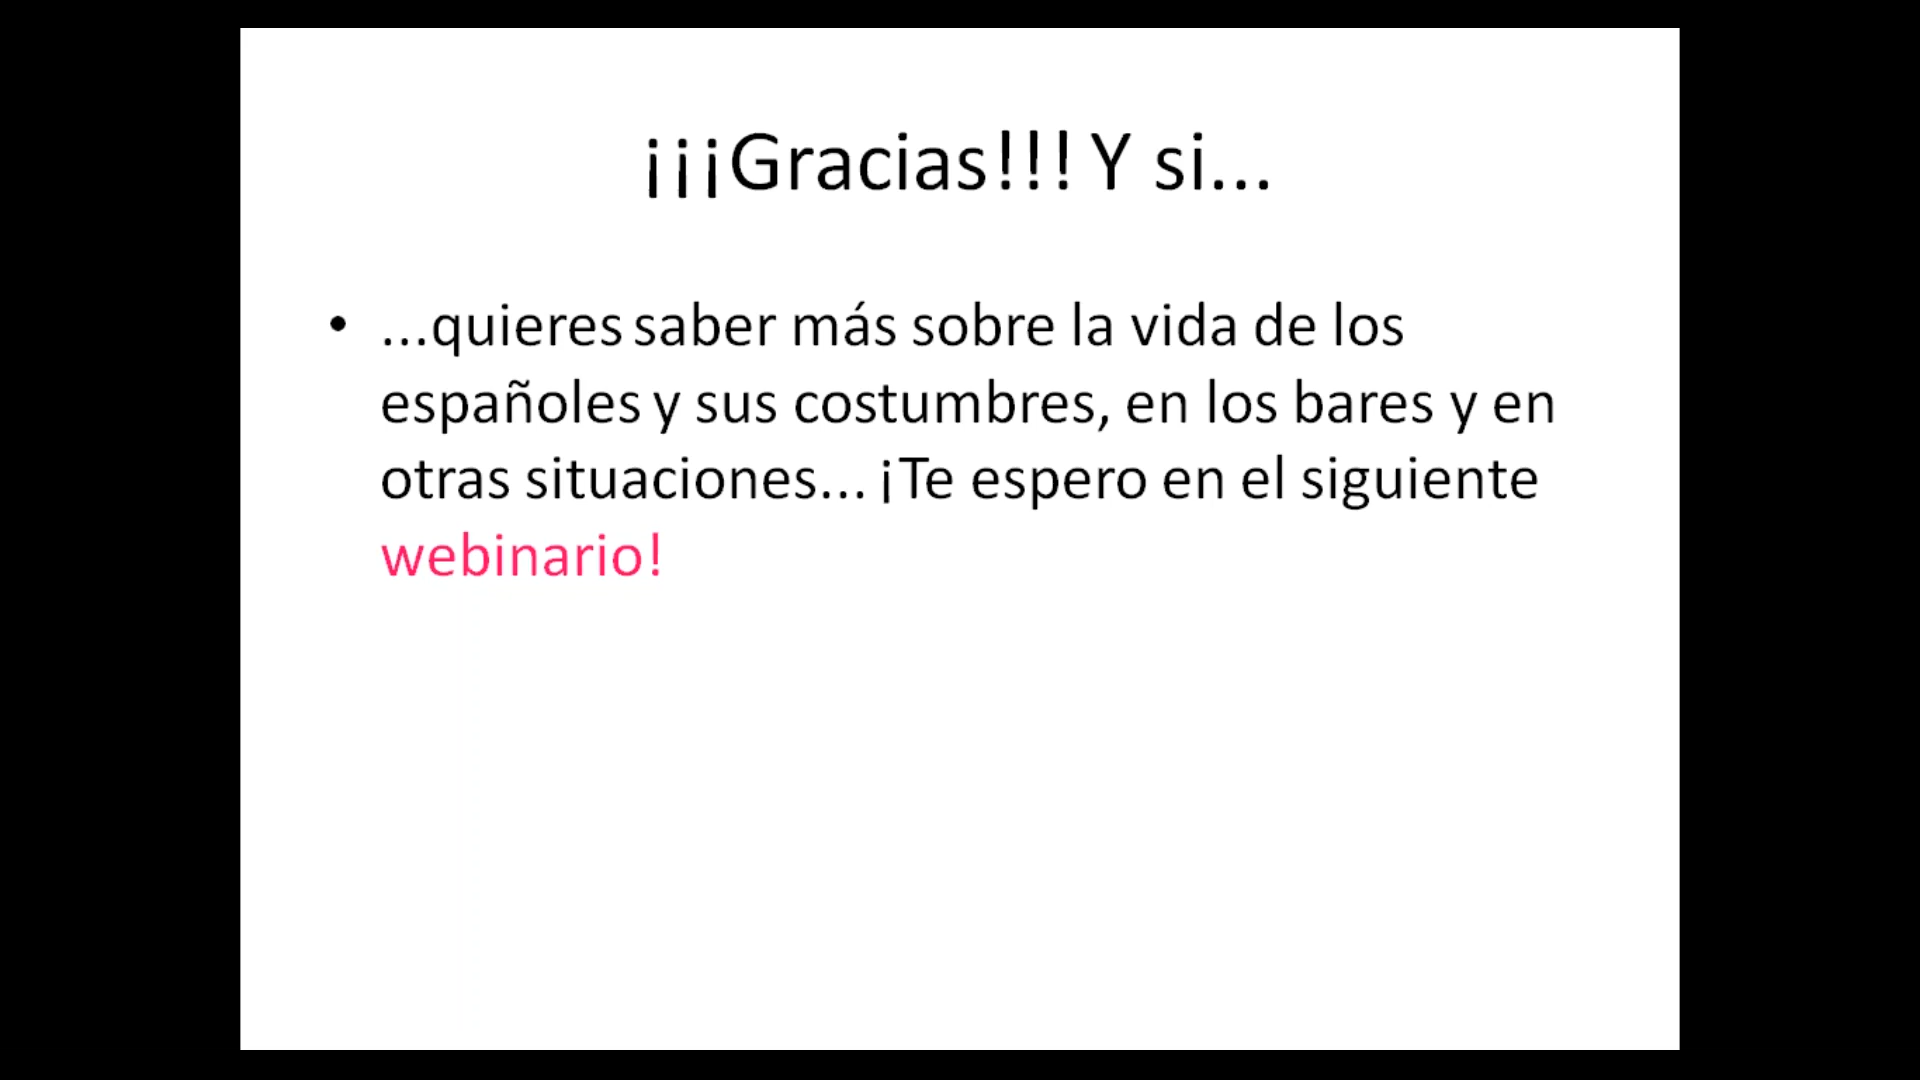 ¡¡¡Gracias!!! Y si...
• ...quieres saber más sobre la vida de los
españoles y sus costumbres, en los bares y en
otras situaciones... ¡Te espero en el siguiente
webinario!